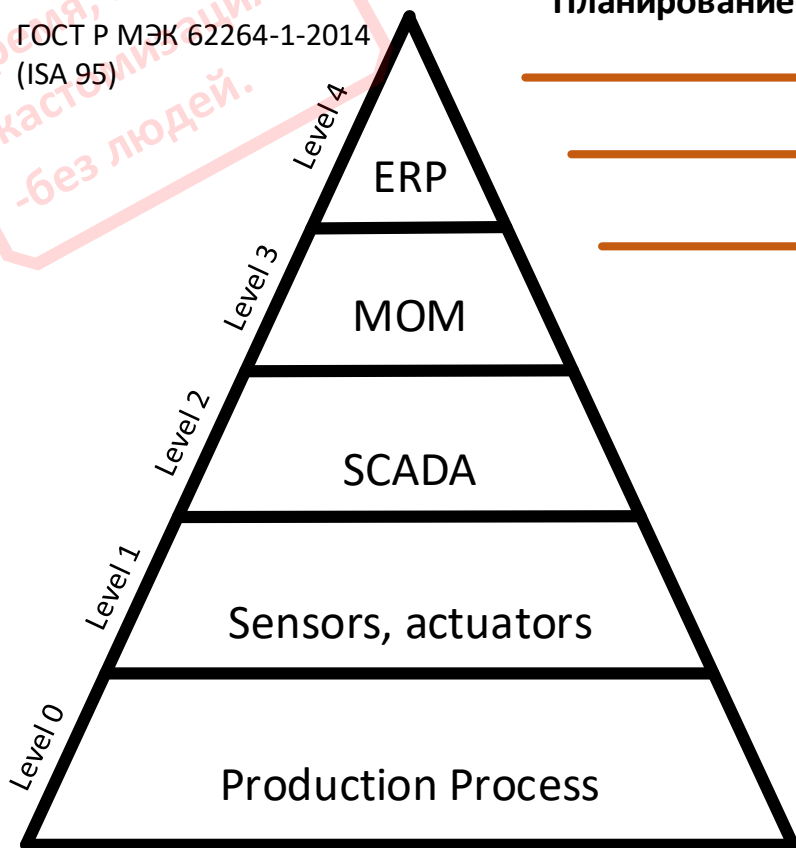 Планирование
ГОСТ Р МЭК 62264-1-2014
(ISA 95)
кастомизация
-без людей.
Level 4
ERP
Level 3
MOM
Level 2
SCADA
Level 1
Sensors, actuators
Level 0
Production Process